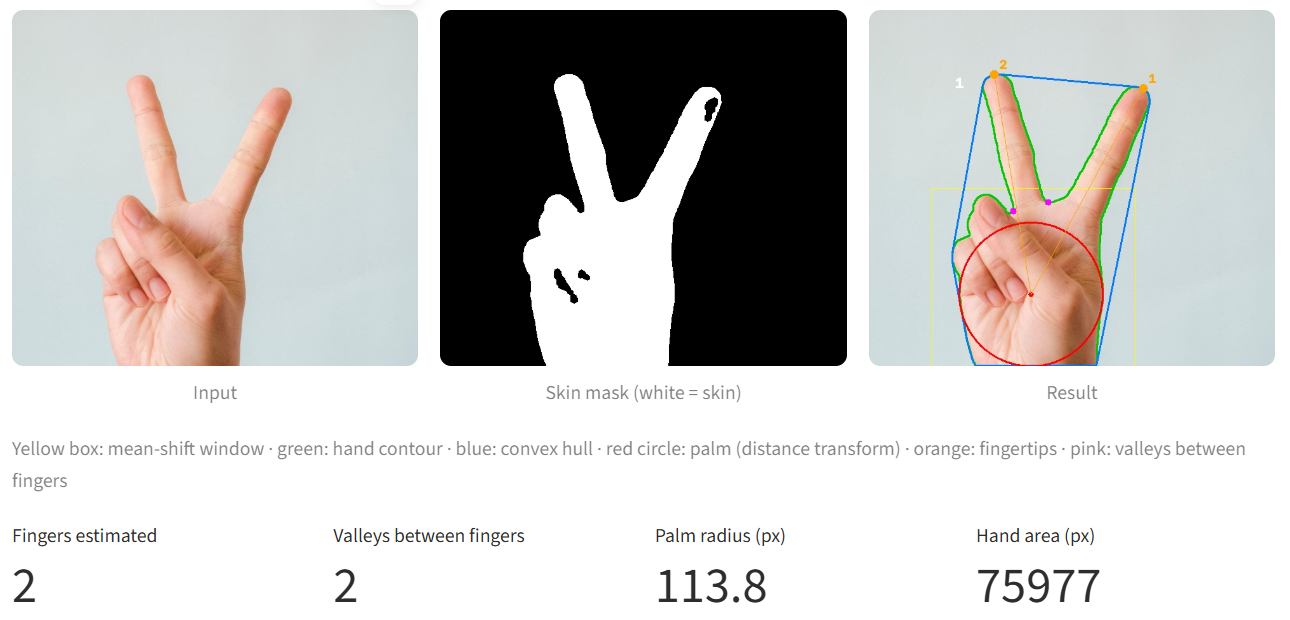 1
2
1
Input
Skin mask (white = skin)
Result
Yellow box: mean-shift window · green: hand contour · blue: convex hull · red circle: palm (distance transform) · orange: fingertips · pink: valleys between
fingers
Fingers estimated
Valleys between fingers
Palm radius (px)
Hand area (px)
2
2
113.8
75977